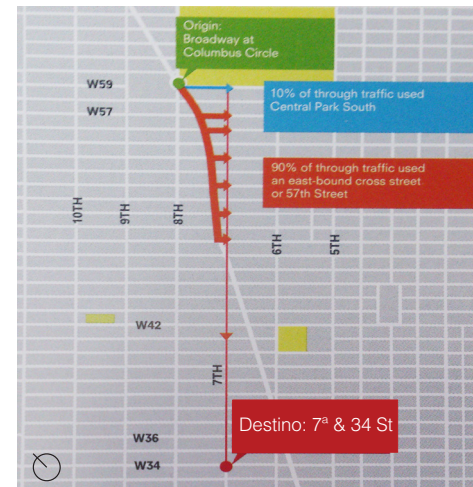 Origin:
Broadway at
Columbus Circle
W59
10% of through traffic used
Central Park South
W57
90% of through traffic used
an east-bound cross street
or 57th Street
10TH
9TH
8TH
6TH
5TH
W42
7TH
Destino: 7ª & 34 St
W36
W34